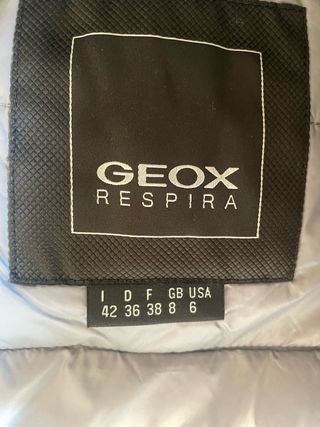 GEOX
RESPIRA
I D F GB USA
42 36 38 8 6